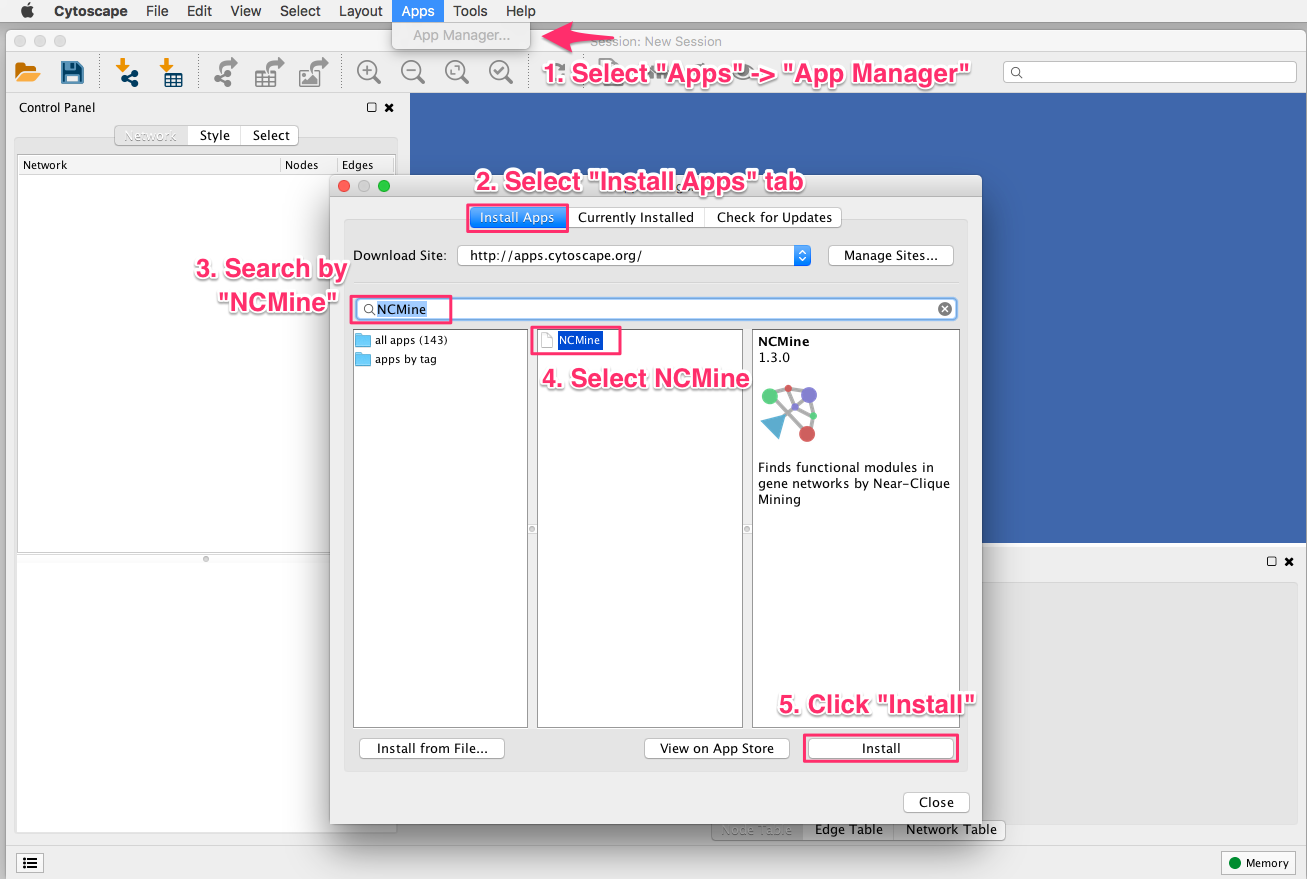 Cytoscape File Edit View Select Layout Apps Tools Help
App Manager...
Session: New Session
1. Select "Apps" -> "App Manager"
Control Panel
Network Style Select
Network Nodes Edges
2. Select "Install Apps" tab
Install Apps Currently Installed Check for Updates
Download Site: http://apps.cytoscape.org/ Manage Sites...
3. Search by
"NCMine"
NCMine
all apps (143)
apps by tag
NCMine
4. Select NCMine
NCMine
1.3.0
Finds functional modules in
gene networks by Near-Clique
Mining
5. Click "Install"
Install from File... View on App Store Install
Close
Node Table Edge Table Network Table
Memory